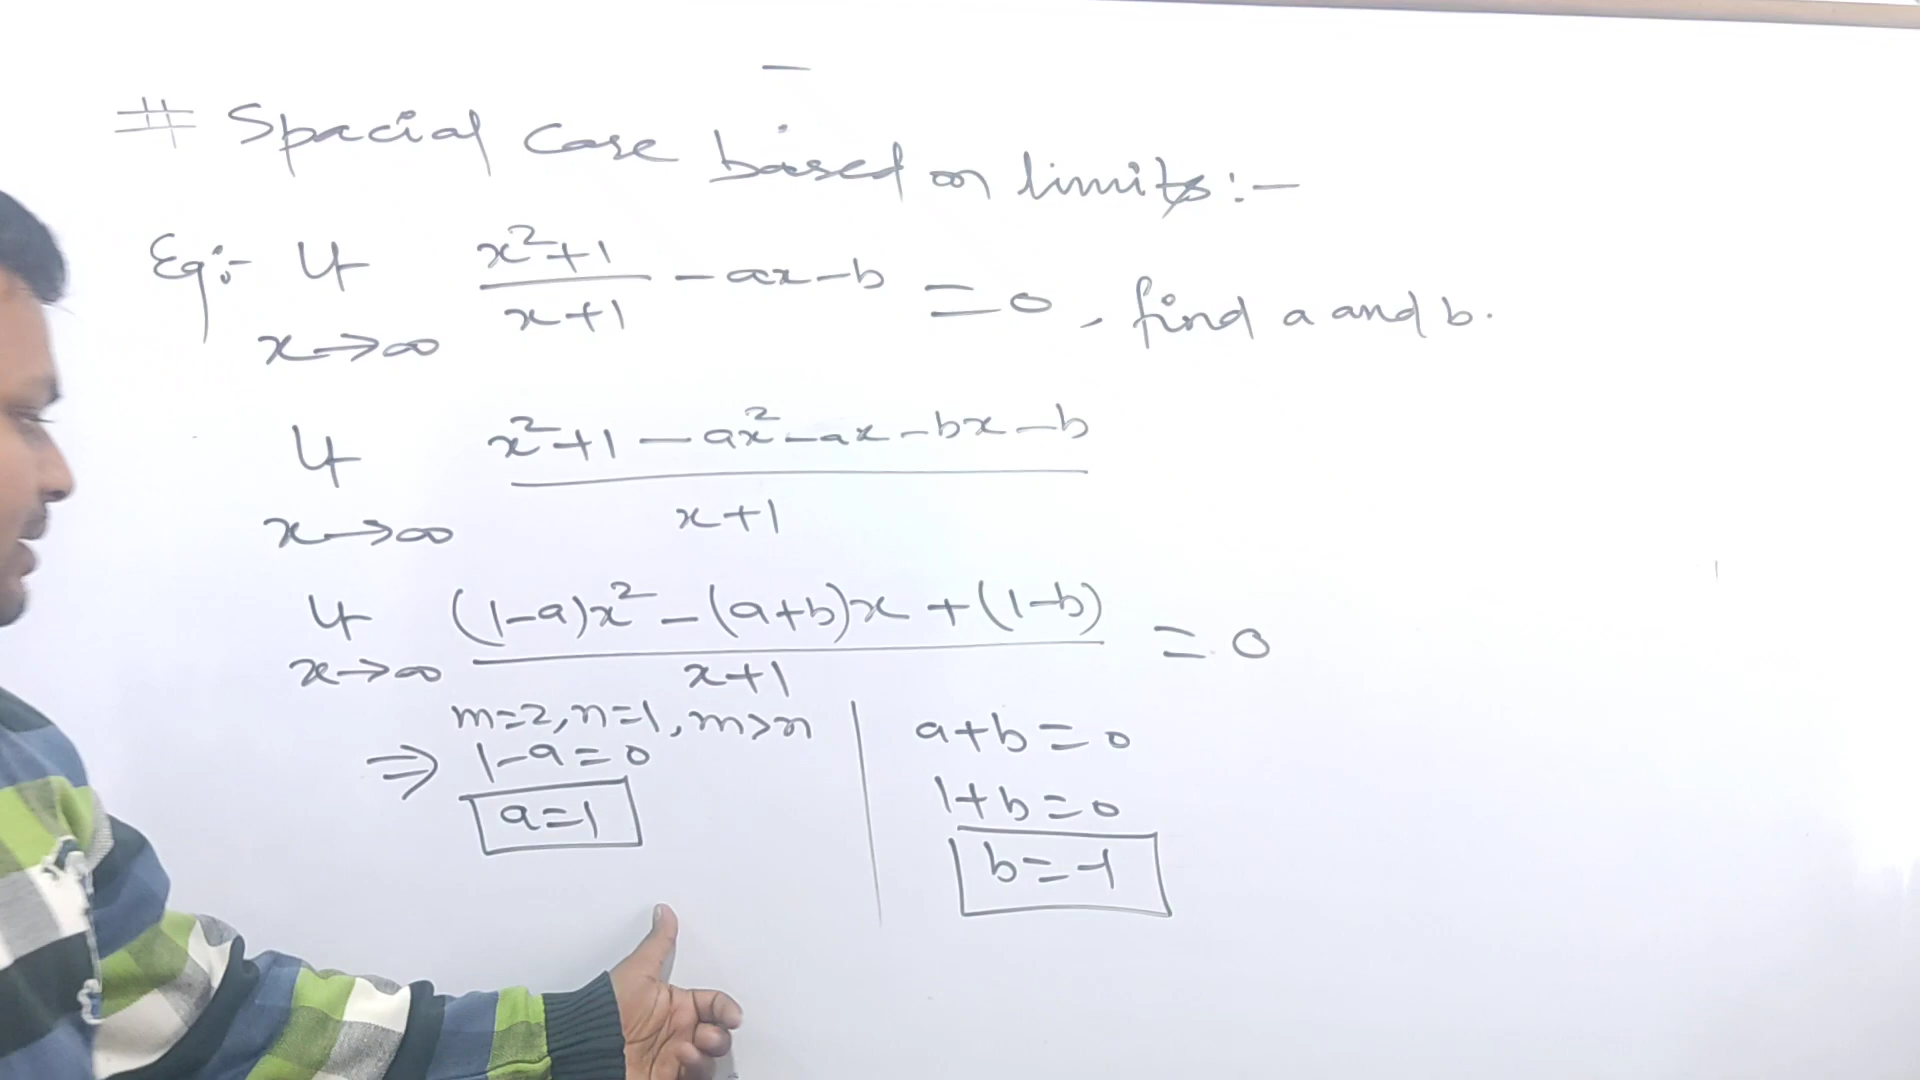 # Spacial Case based on limits:-
Eg:- Lt x→∞ (x²+1)/(x+1) - ax - b = 0, find a and b.
Lt x→∞ (x²+1 - ax² - ax - bx - b)/(x+1)
Lt x→∞ ((1-a)x² - (a+b)x + (1-b))/(x+1) = 0
m=2, n=1, m>n
⇒ 1-a=0
a=1
a+b=0
1+b=0
b=-1